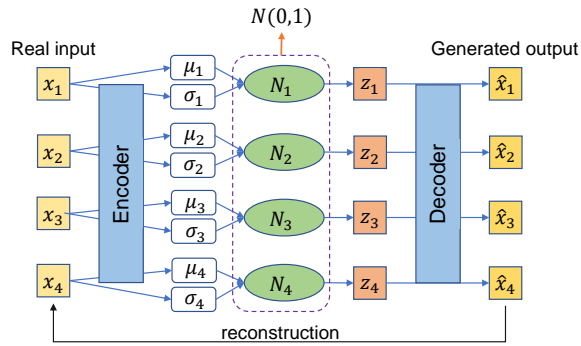 N(0,1)
Real input
Generated output
x₁
μ₁
σ₁
N₁
z₁
x̂₁
x₂
μ₂
σ₂
N₂
z₂
x̂₂
Encoder
Decoder
x₃
μ₃
σ₃
N₃
z₃
x̂₃
x₄
μ₄
σ₄
N₄
z₄
x̂₄
reconstruction